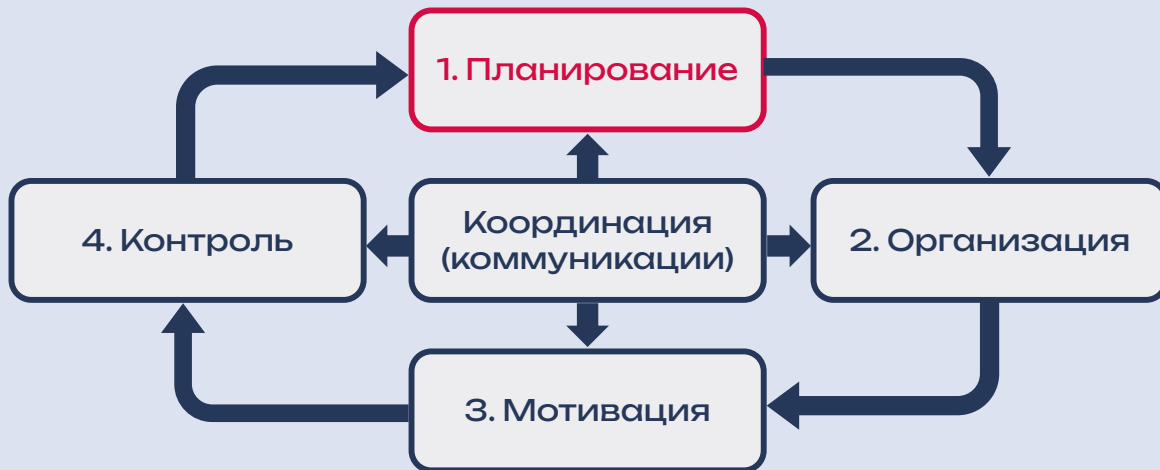 1. Планирование
4. Контроль
Координация
(коммуникации)
2. Организация
3. Мотивация